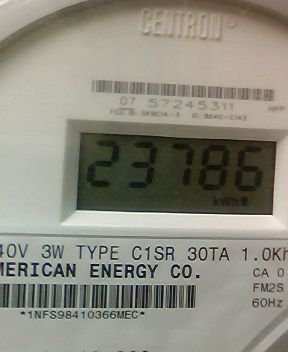 CENTRON
07 57245311
HPP
23786
kWh
40V 3W TYPE C1SR 30TA 1.0Kh
MERICAN ENERGY CO.
CA 0
FM2S
60Hz
*1NFS98410366MEC*